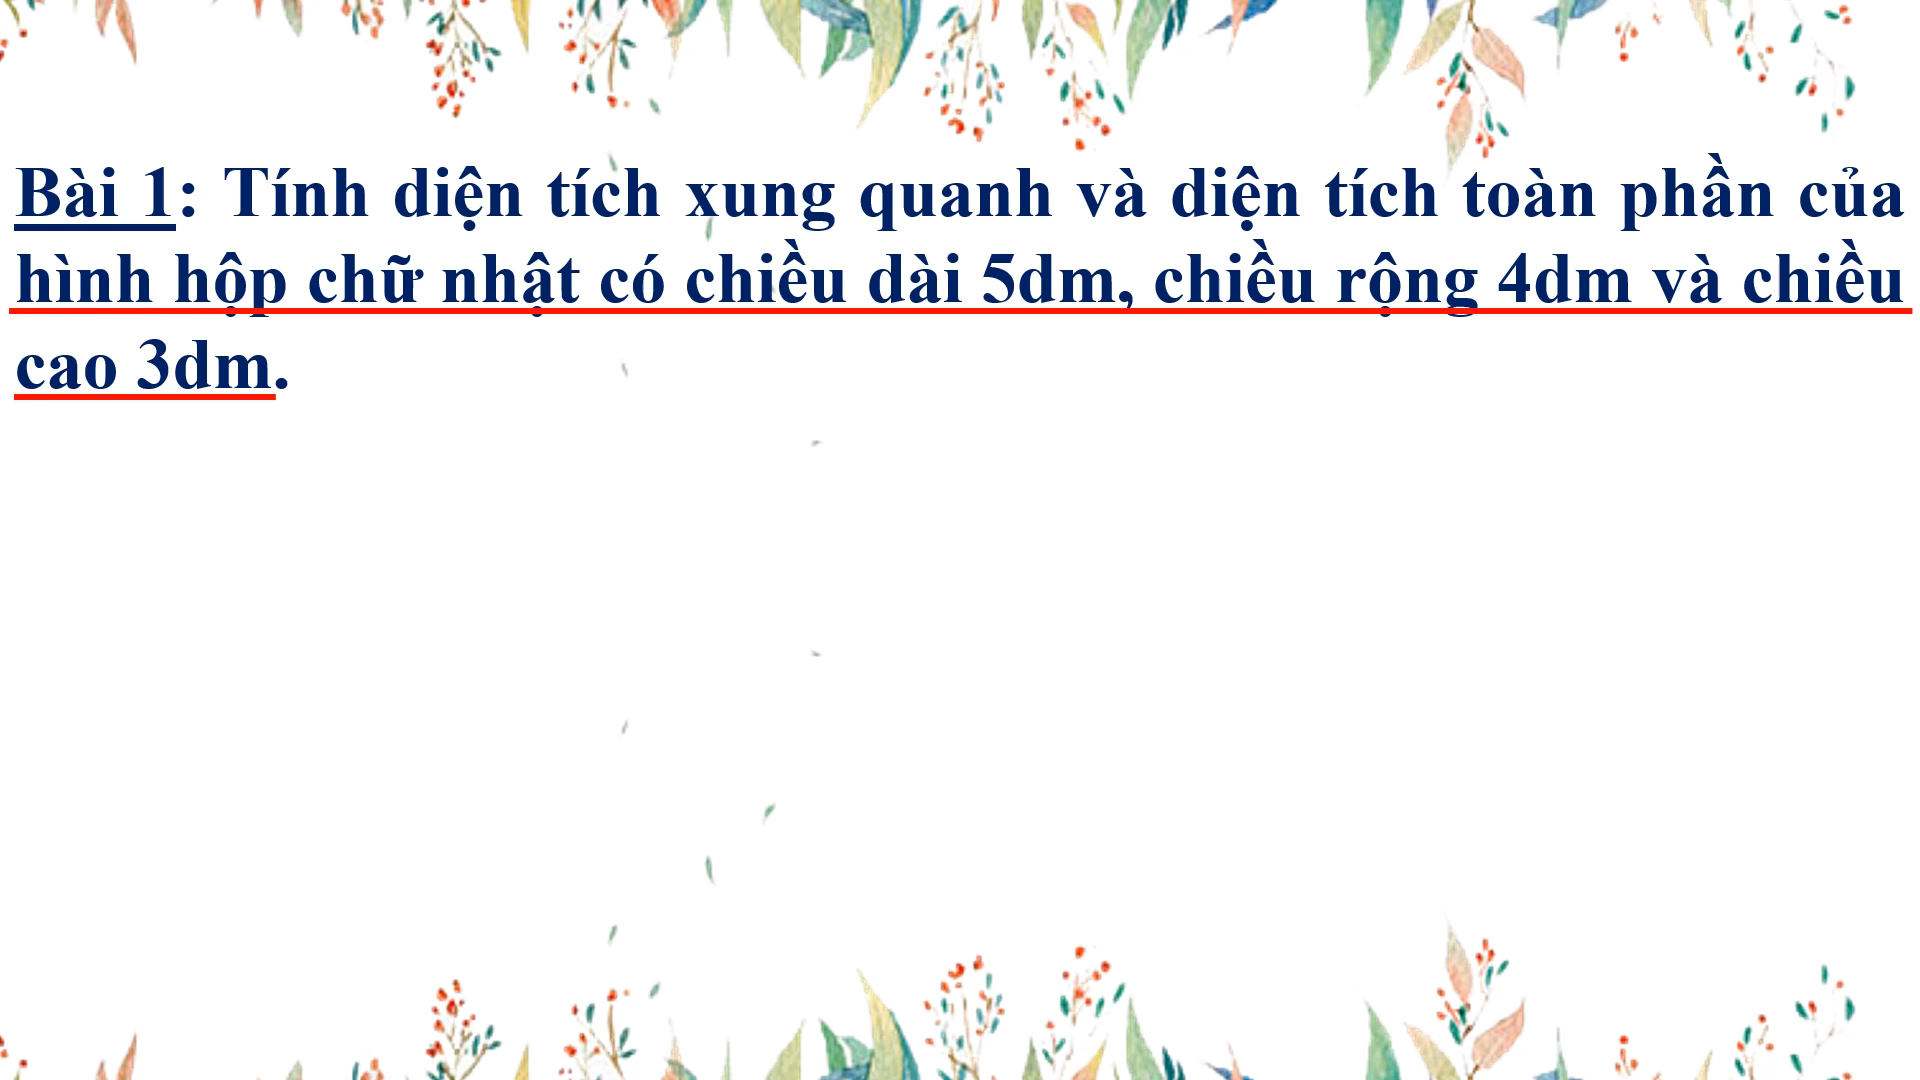 Bài 1: Tính diện tích xung quanh và diện tích toàn phần của
hình hộp chữ nhật có chiều dài 5dm, chiều rộng 4dm và chiều
cao 3dm.